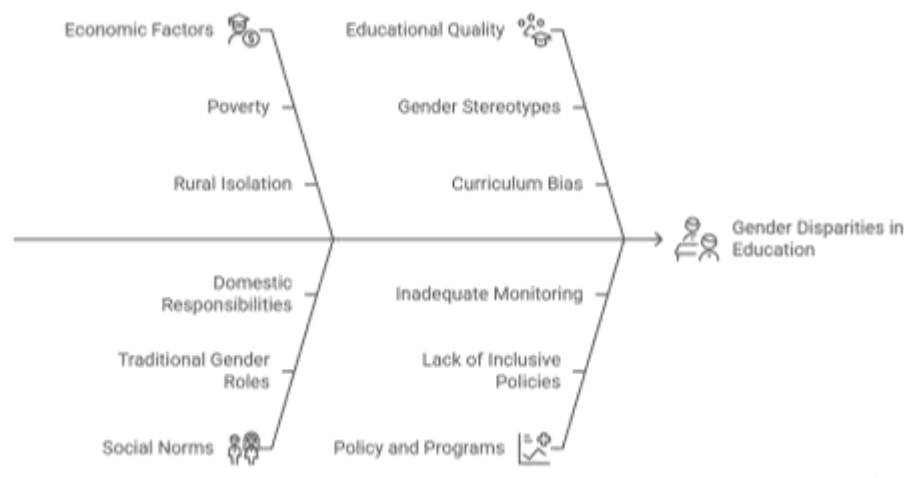 Economic Factors
Educational Quality
Poverty
Gender Stereotypes
Rural Isolation
Curriculum Bias
Gender Disparities in
Education
Domestic
Responsibilities
Inadequate Monitoring
Traditional Gender
Roles
Lack of Inclusive
Policies
Social Norms
Policy and Programs